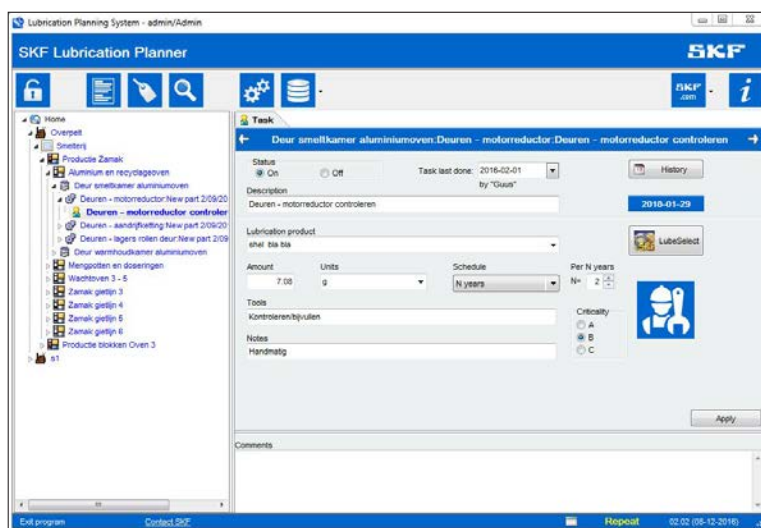 Lubrication Planning System - admin/Admin
SKF Lubrication Planner
SKF
SKF
.com
i
Home
Overpelt
Smelterij
Productie Zamak
Aluminium en recyclageoven
Deur smeltkamer aluminiumoven
Deuren - motorreductor:New part 2/09/20
Deuren - motorreductor controler
Deuren - aandrijfketting:New part 2/09/20
Deuren - lagers rollen deur:New part 2/09
Deur warmhoudkamer aluminiumoven
Mengpotten en doseringen
Wachtoven 3 - 5
Zamak gietlijn 3
Zamak gietlijn 4
Zamak gietlijn 5
Zamak gietlijn 6
Productie blokken Oven 3
s1
Task
Deur smeltkamer aluminiumoven:Deuren - motorreductor:Deuren - motorreductor controleren
Status
On
Off
Task last done:
2016-02-01
by "Guus"
History
Description
Deuren - motorreductor controleren
2018-01-29
Lubrication product
shel bla bla
LubeSelect
Amount
Units
Schedule
Per N years
7.08
g
N years
N= 2
Tools
Kontroleren/bijvullen
Criticality
A
B
C
Notes
Handmatig
Apply
Comments
Exit program
Contact SKF
Repeat
02.02 (08-12-2016)